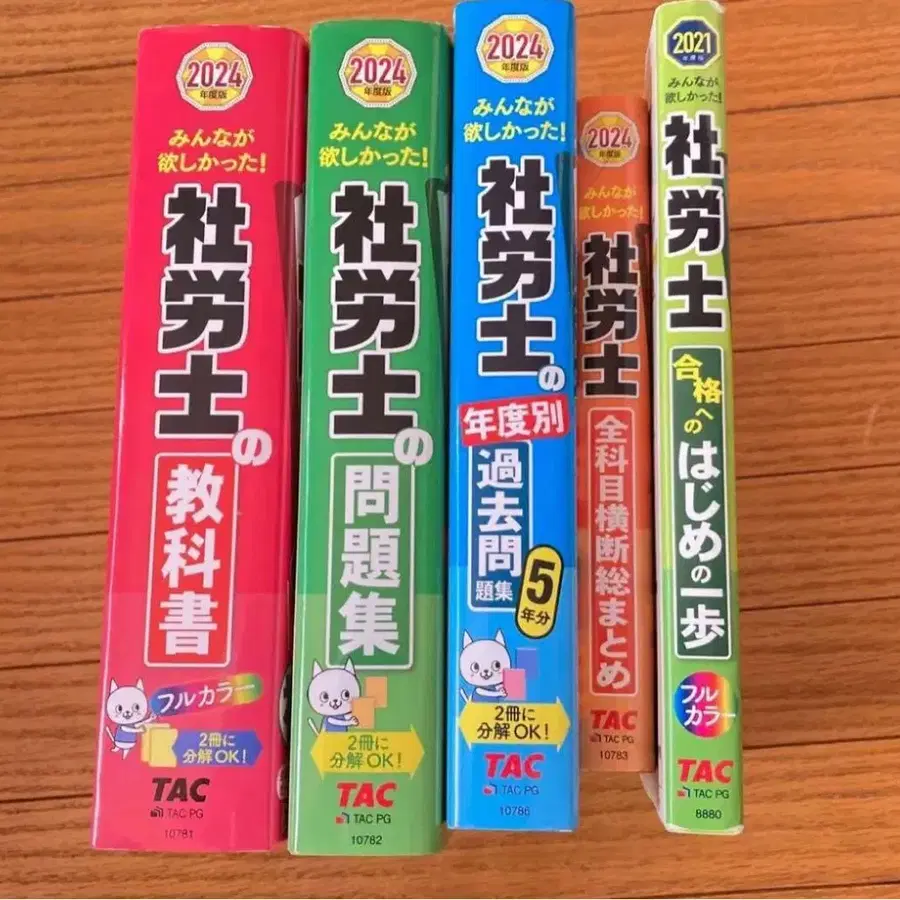 2024
年度版
みんなが
欲しかった!
社労士の
教科書
フルカラー
2冊に
分解OK!
TAC
TAC PG
10781
2024
年度版
みんなが
欲しかった!
社労士の
問題集
2冊に
分解OK!
TAC
TAC PG
10782
2024
年度版
みんなが
欲しかった!
社労士の
年度別
過去問
題集
5
年分
2冊に
分解OK!
TAC
TAC PG
10786
2024
年度版
みんなが
欲しかった!
社労士
全科目横断総まとめ
TAC
TAC PG
10783
2021
年度版
みんなが
欲しかった!
社労士
合格への
はじめの一歩
フル
カラー
TAC
TAC PG
8880